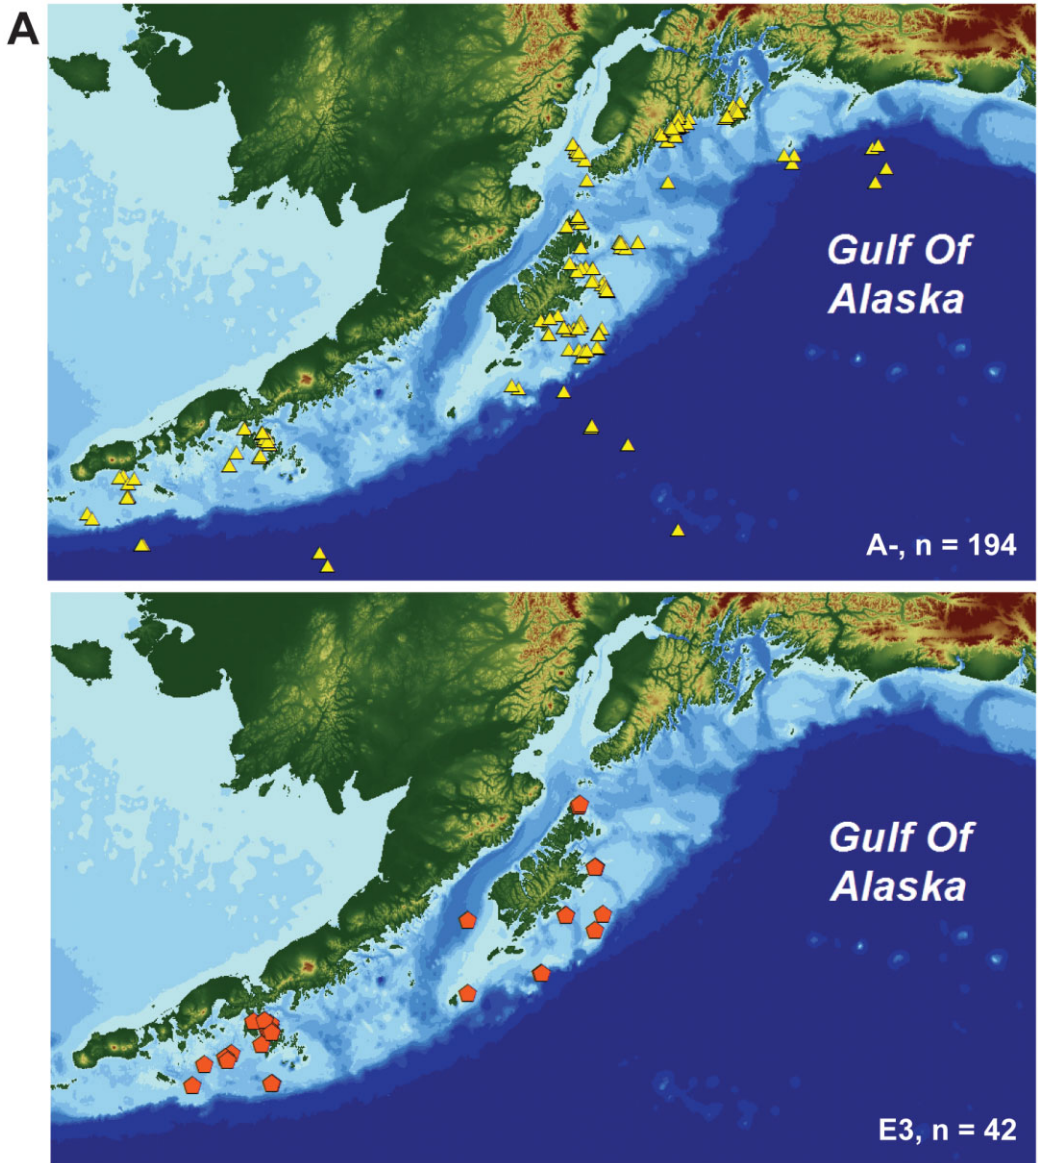 A
Gulf Of
Alaska
A-, n = 194
Gulf Of
Alaska
E3, n = 42